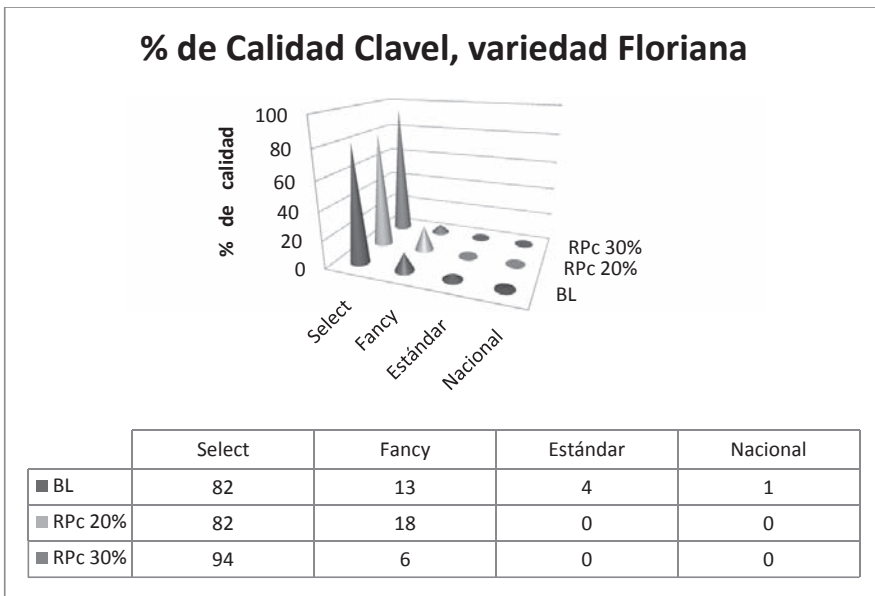 % de Calidad Clavel, variedad Floriana
% de calidad
100
80
60
40
20
0
RPc 30%
RPc 20%
BL
Select
Fancy
Estándar
Nacional
Select Fancy Estándar Nacional
BL 82 13 4 1
RPc 20% 82 18 0 0
RPc 30% 94 6 0 0